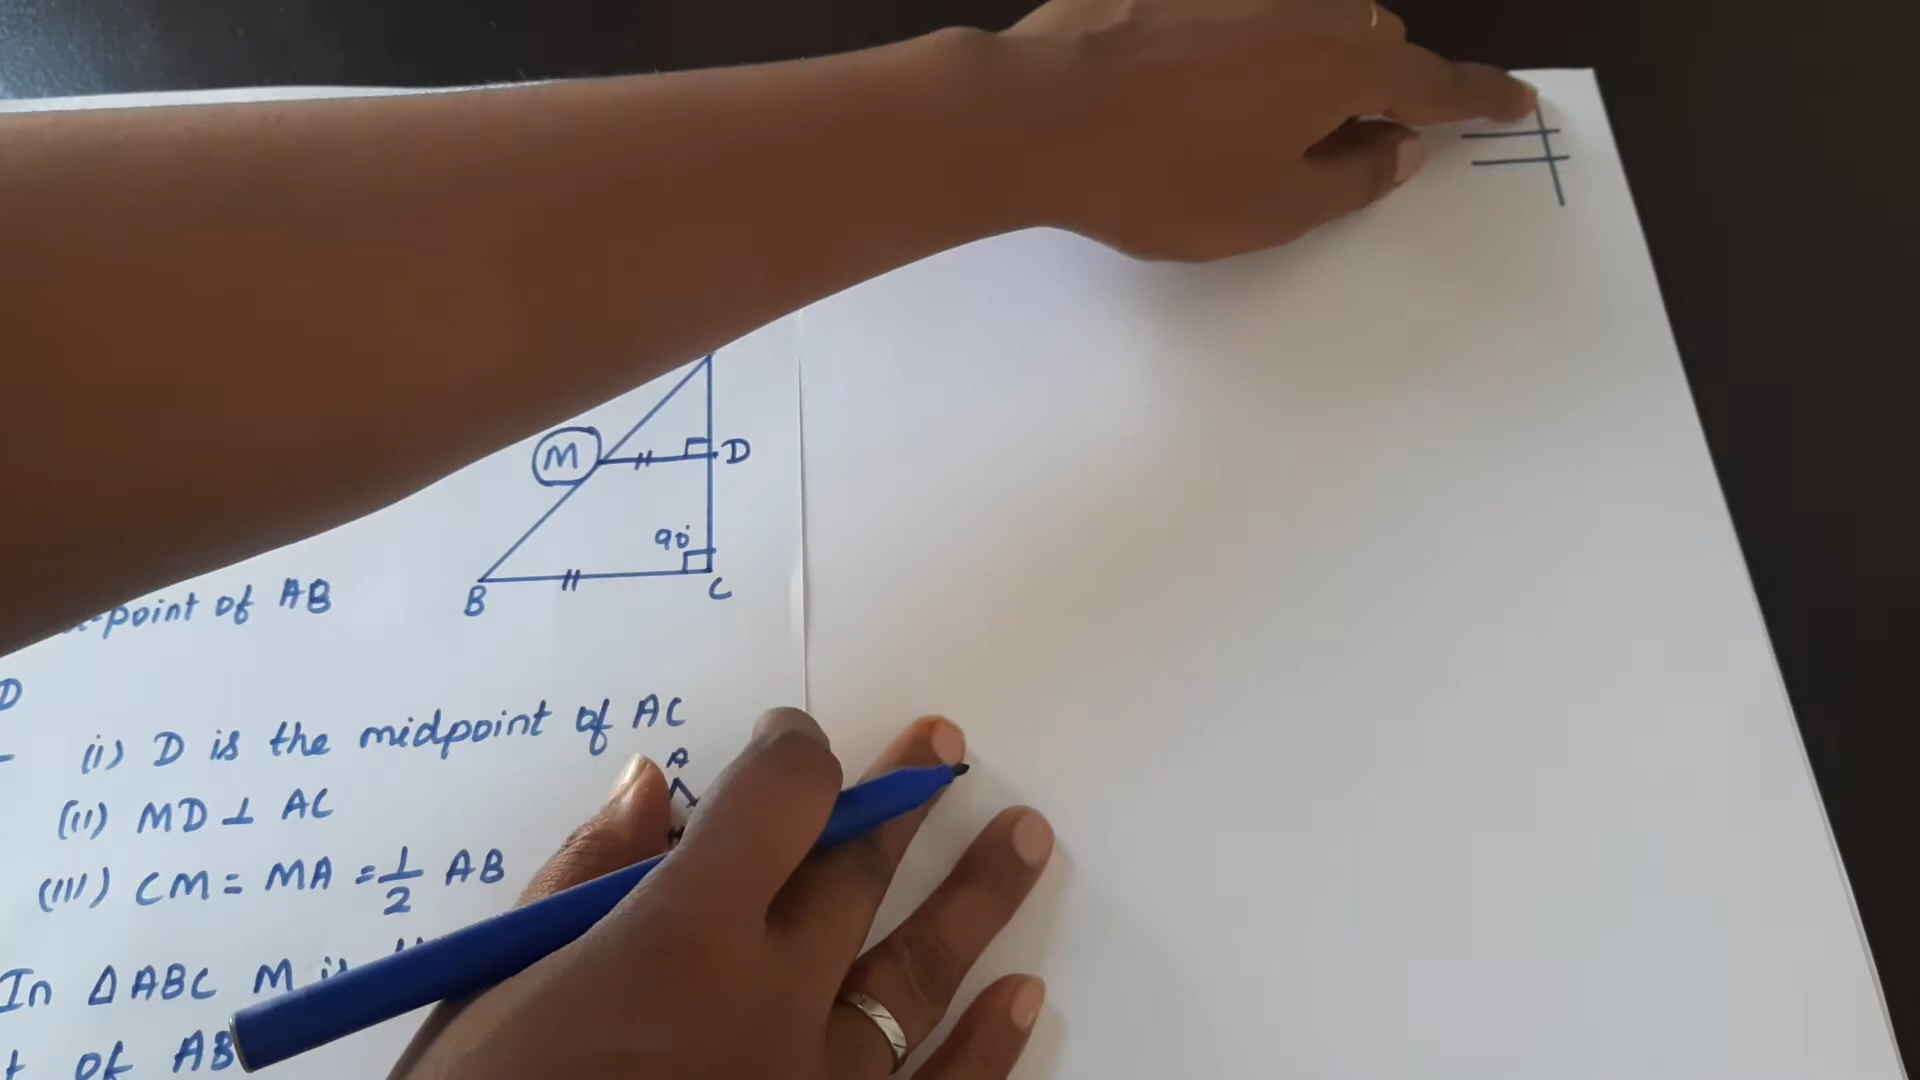 M
D
90°
B
C
point of AB
D
(i) D is the midpoint of AC
A
(ii) MD ⊥ AC
(iii) CM = MA = 1/2 AB
In △ABC M is
of AB